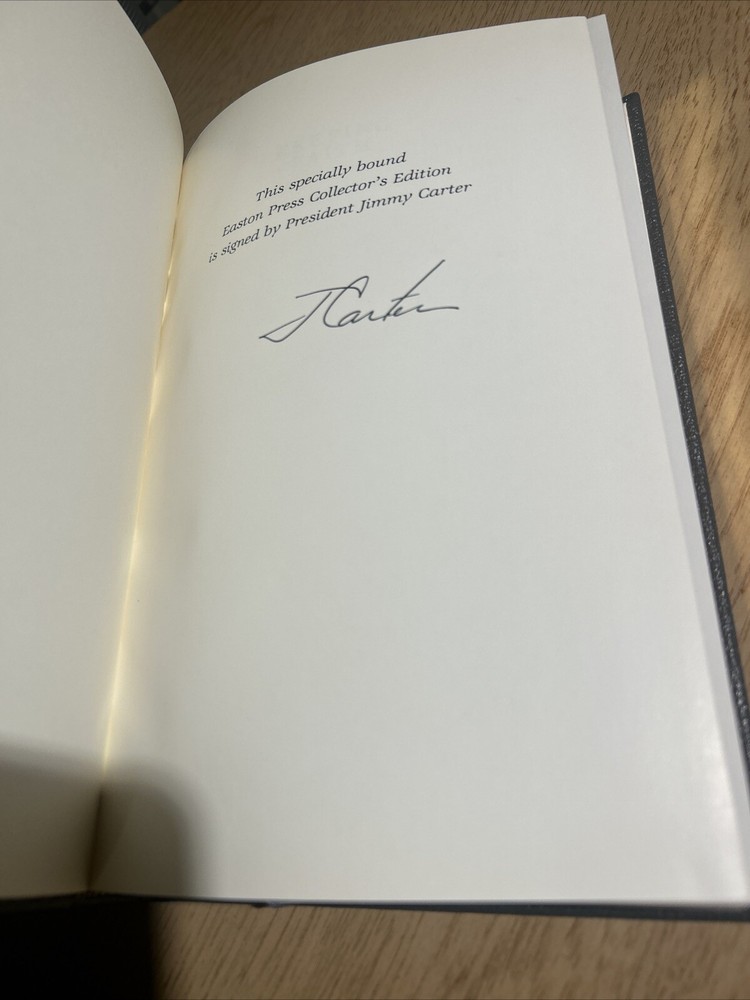 This specially bound
Easton Press Collector's Edition
is signed by President Jimmy Carter
J Carter